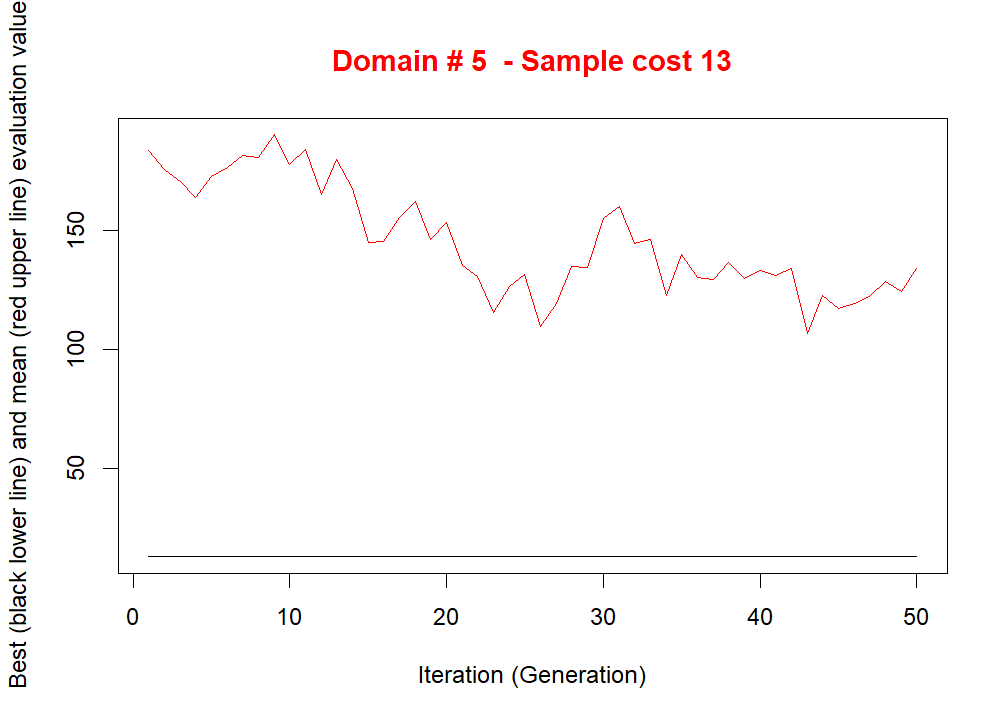 Domain # 5  - Sample cost 13
Best (black lower line) and mean (red upper line) evaluation value
150
100
50
0 10 20 30 40 50
Iteration (Generation)